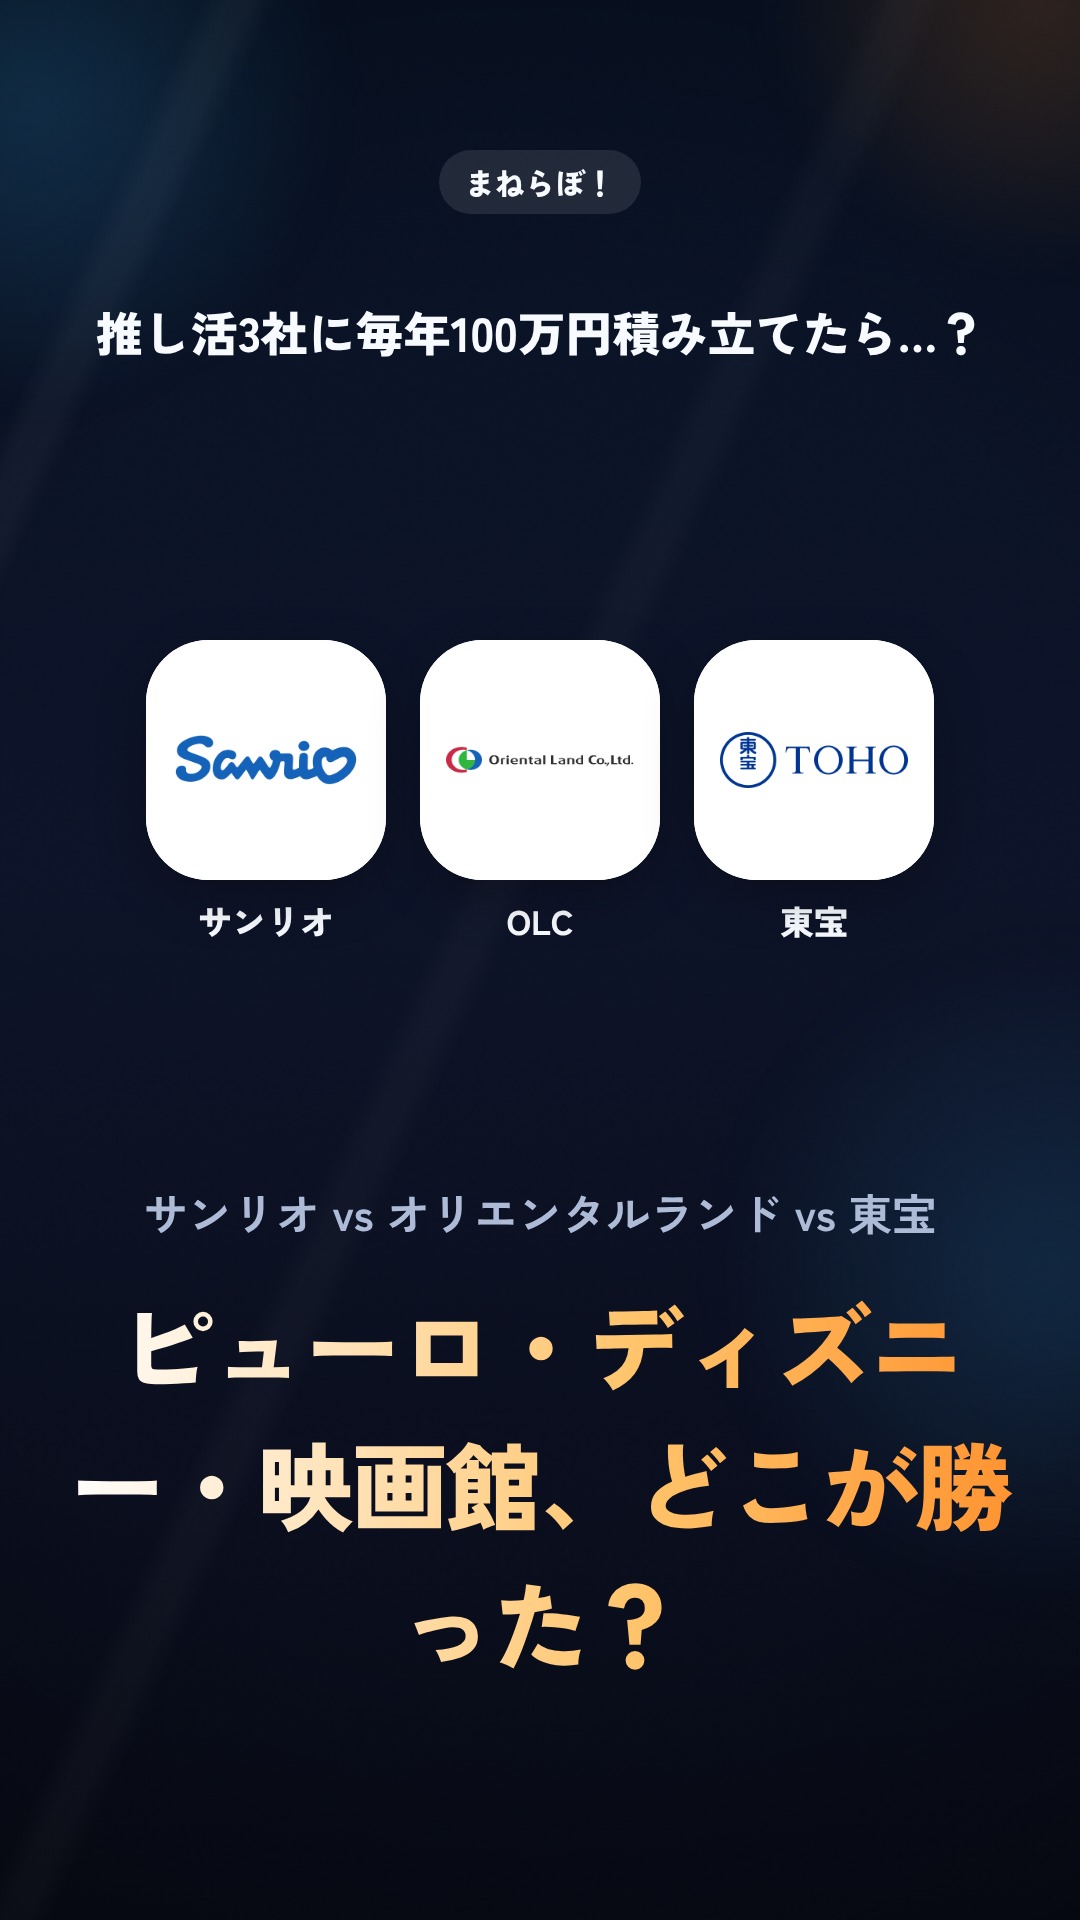 まねらぼ！
推し活3社に毎年100万円積み立てたら…？
Sanrio
Oriental Land Co.,Ltd.
東宝 TOHO
サンリオ
OLC
東宝
サンリオ vs オリエンタルランド vs 東宝
ピューロ・ディズニ
ー・映画館、どこが勝
った？